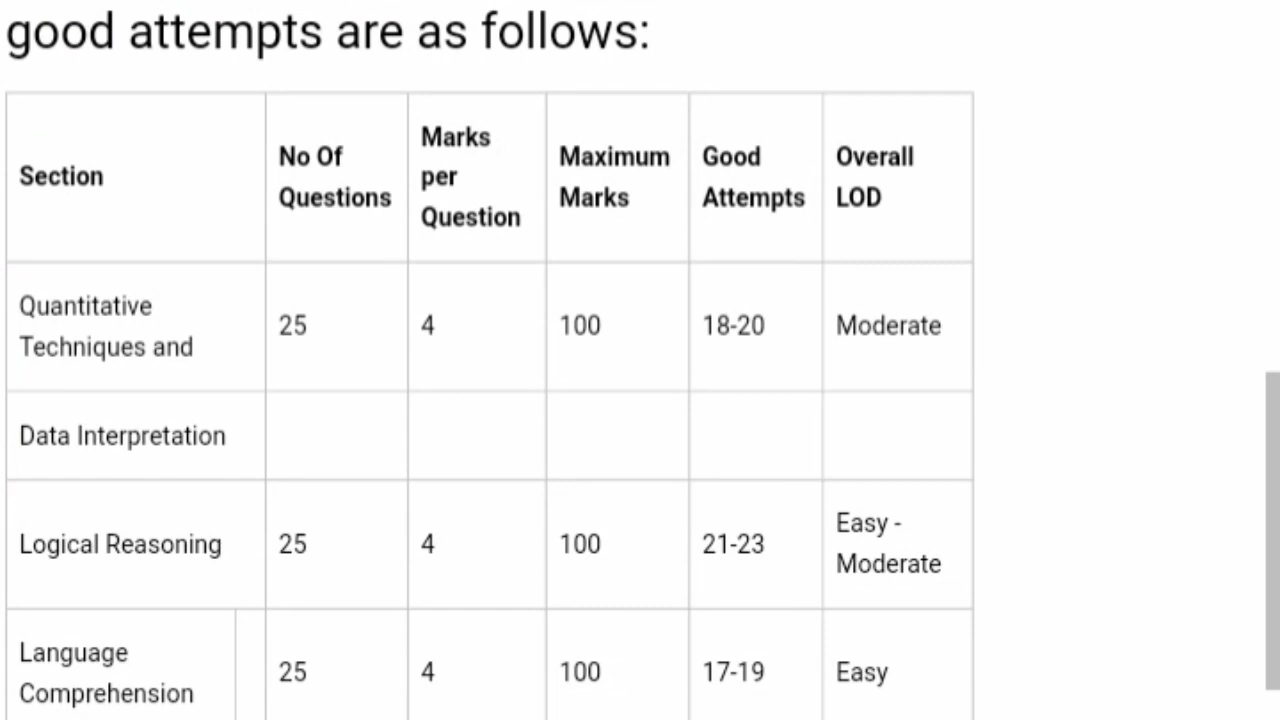 good attempts are as follows:
Section
No Of
Questions
Marks
per
Question
Maximum
Marks
Good
Attempts
Overall
LOD
Quantitative
Techniques and
25
4
100
18-20
Moderate
Data Interpretation
Logical Reasoning
25
4
100
21-23
Easy -
Moderate
Language
Comprehension
25
4
100
17-19
Easy